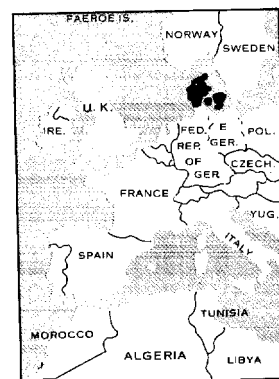 FAEROE IS.
NORWAY
SWEDEN
U. K.
IRE.
FED.
REP.
OF
GER.
E
GER.
POL.
CZECH.
FRANCE
YUG.
ITALY
SPAIN
MOROCCO
ALGERIA
TUNISIA
LIBYA